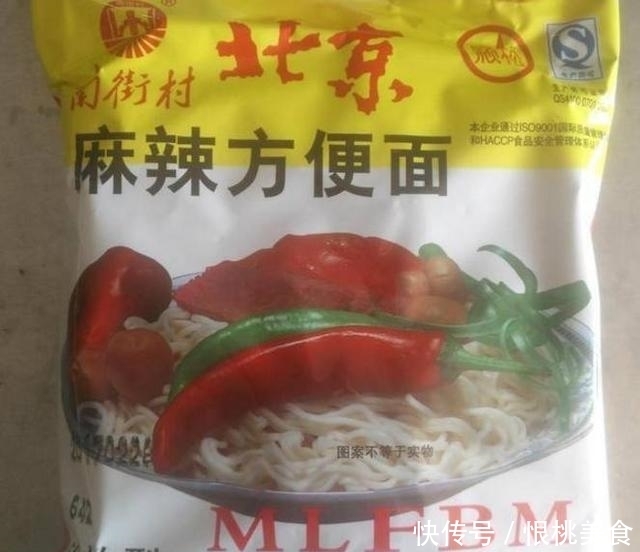 南街村 北京
麻辣方便面
本企业通过ISO9001国际质量管理
和HACCP食品安全管理体系
图案不等于实物
642
MLFBM
快传号 / 恨桃美食